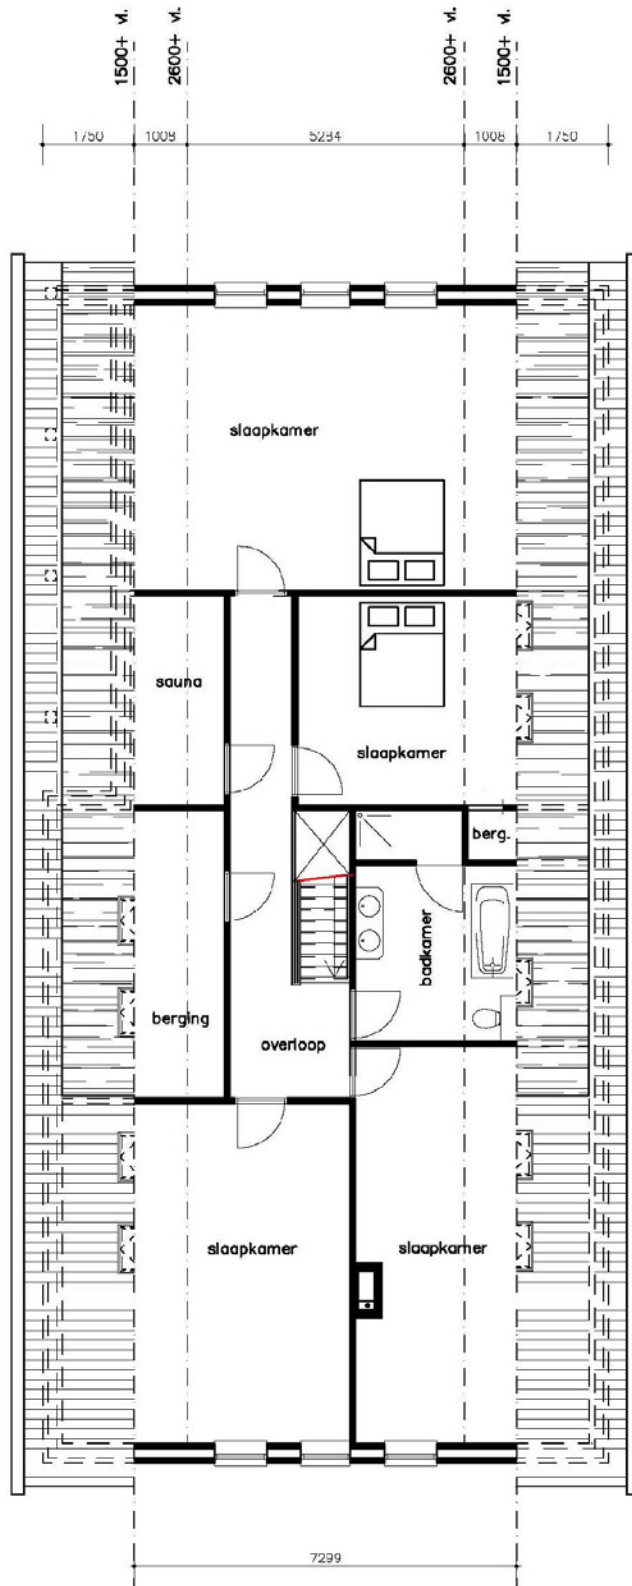 1500+ vl.
2600+ vl.
2600+ vl.
1500+ vl.
1750
1008
5284
1008
1750
slaapkamer
sauna
slaapkamer
berg.
badkamer
berging
overloop
slaapkamer
slaapkamer
7299